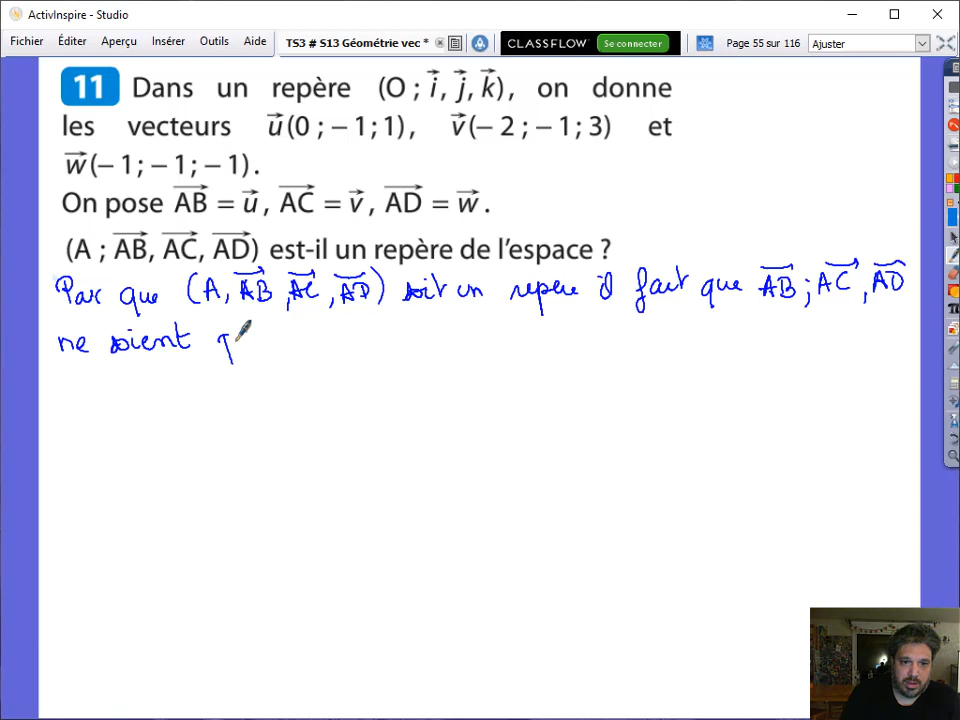 ActivInspire - Studio
Fichier Éditer Aperçu Insérer Outils Aide TS3 # S13 Géométrie vec * CLASSFLOW Se connecter Page 55 sur 116 Ajuster
11 Dans un repère (O ; i⃗, j⃗, k⃗), on donne
les vecteurs u⃗(0 ; – 1 ; 1), v⃗(– 2 ; – 1 ; 3) et
w⃗(– 1 ; – 1 ; – 1).
On pose AB⃗ = u⃗, AC⃗ = v⃗, AD⃗ = w⃗.
(A ; AB⃗, AC⃗, AD⃗) est-il un repère de l'espace ?
Par que (A, AB⃗, AC⃗, AD⃗) soit un repère il fait que AB⃗ ; AC⃗, AD⃗
ne soient